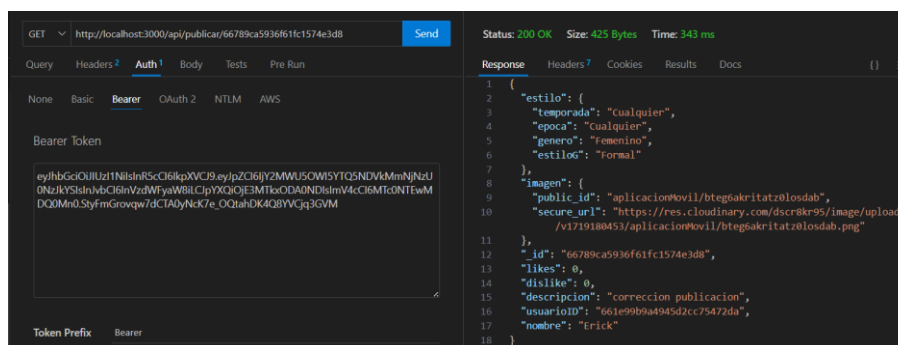 GET http://localhost:3000/api/publicar/66789ca5936f61fc1574e3d8 Send
Query Headers 2 Auth 1 Body Tests Pre Run
None Basic Bearer OAuth 2 NTLM AWS
Bearer Token
Token Prefix Bearer
Status: 200 OK Size: 425 Bytes Time: 343 ms
Response Headers 7 Cookies Results Docs {}
1 {
2 "estilo": {
3 "temporada": "Cualquier",
4 "epoca": "Cualquier",
5 "genero": "Femenino",
6 "estiloG": "Formal"
7 },
8 "imagen": {
9 "public_id": "aplicacionMovil/bteg6akritatz0losdab",
10 "secure_url": "https://res.cloudinary.com/dscr8kr95/image/upload
/v1719180453/aplicacionMovil/bteg6akritatz0losdab.png"
11 },
12 "_id": "66789ca5936f61fc1574e3d8",
13 "likes": 0,
14 "dislike": 0,
15 "descripcion": "correccion publicacion",
16 "usuarioID": "661e99b9a4945d2cc75472da",
17 "nombre": "Erick"
18 }